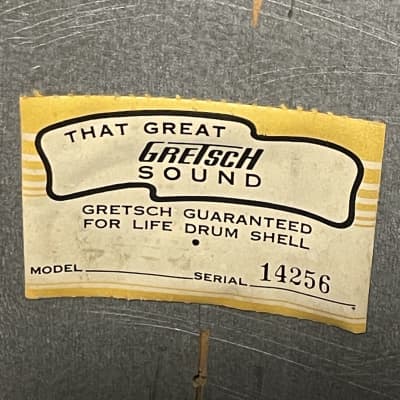 THAT GREAT
GRETSCH
SOUND
GRETSCH GUARANTEED
FOR LIFE DRUM SHELL
MODEL SERIAL 14256